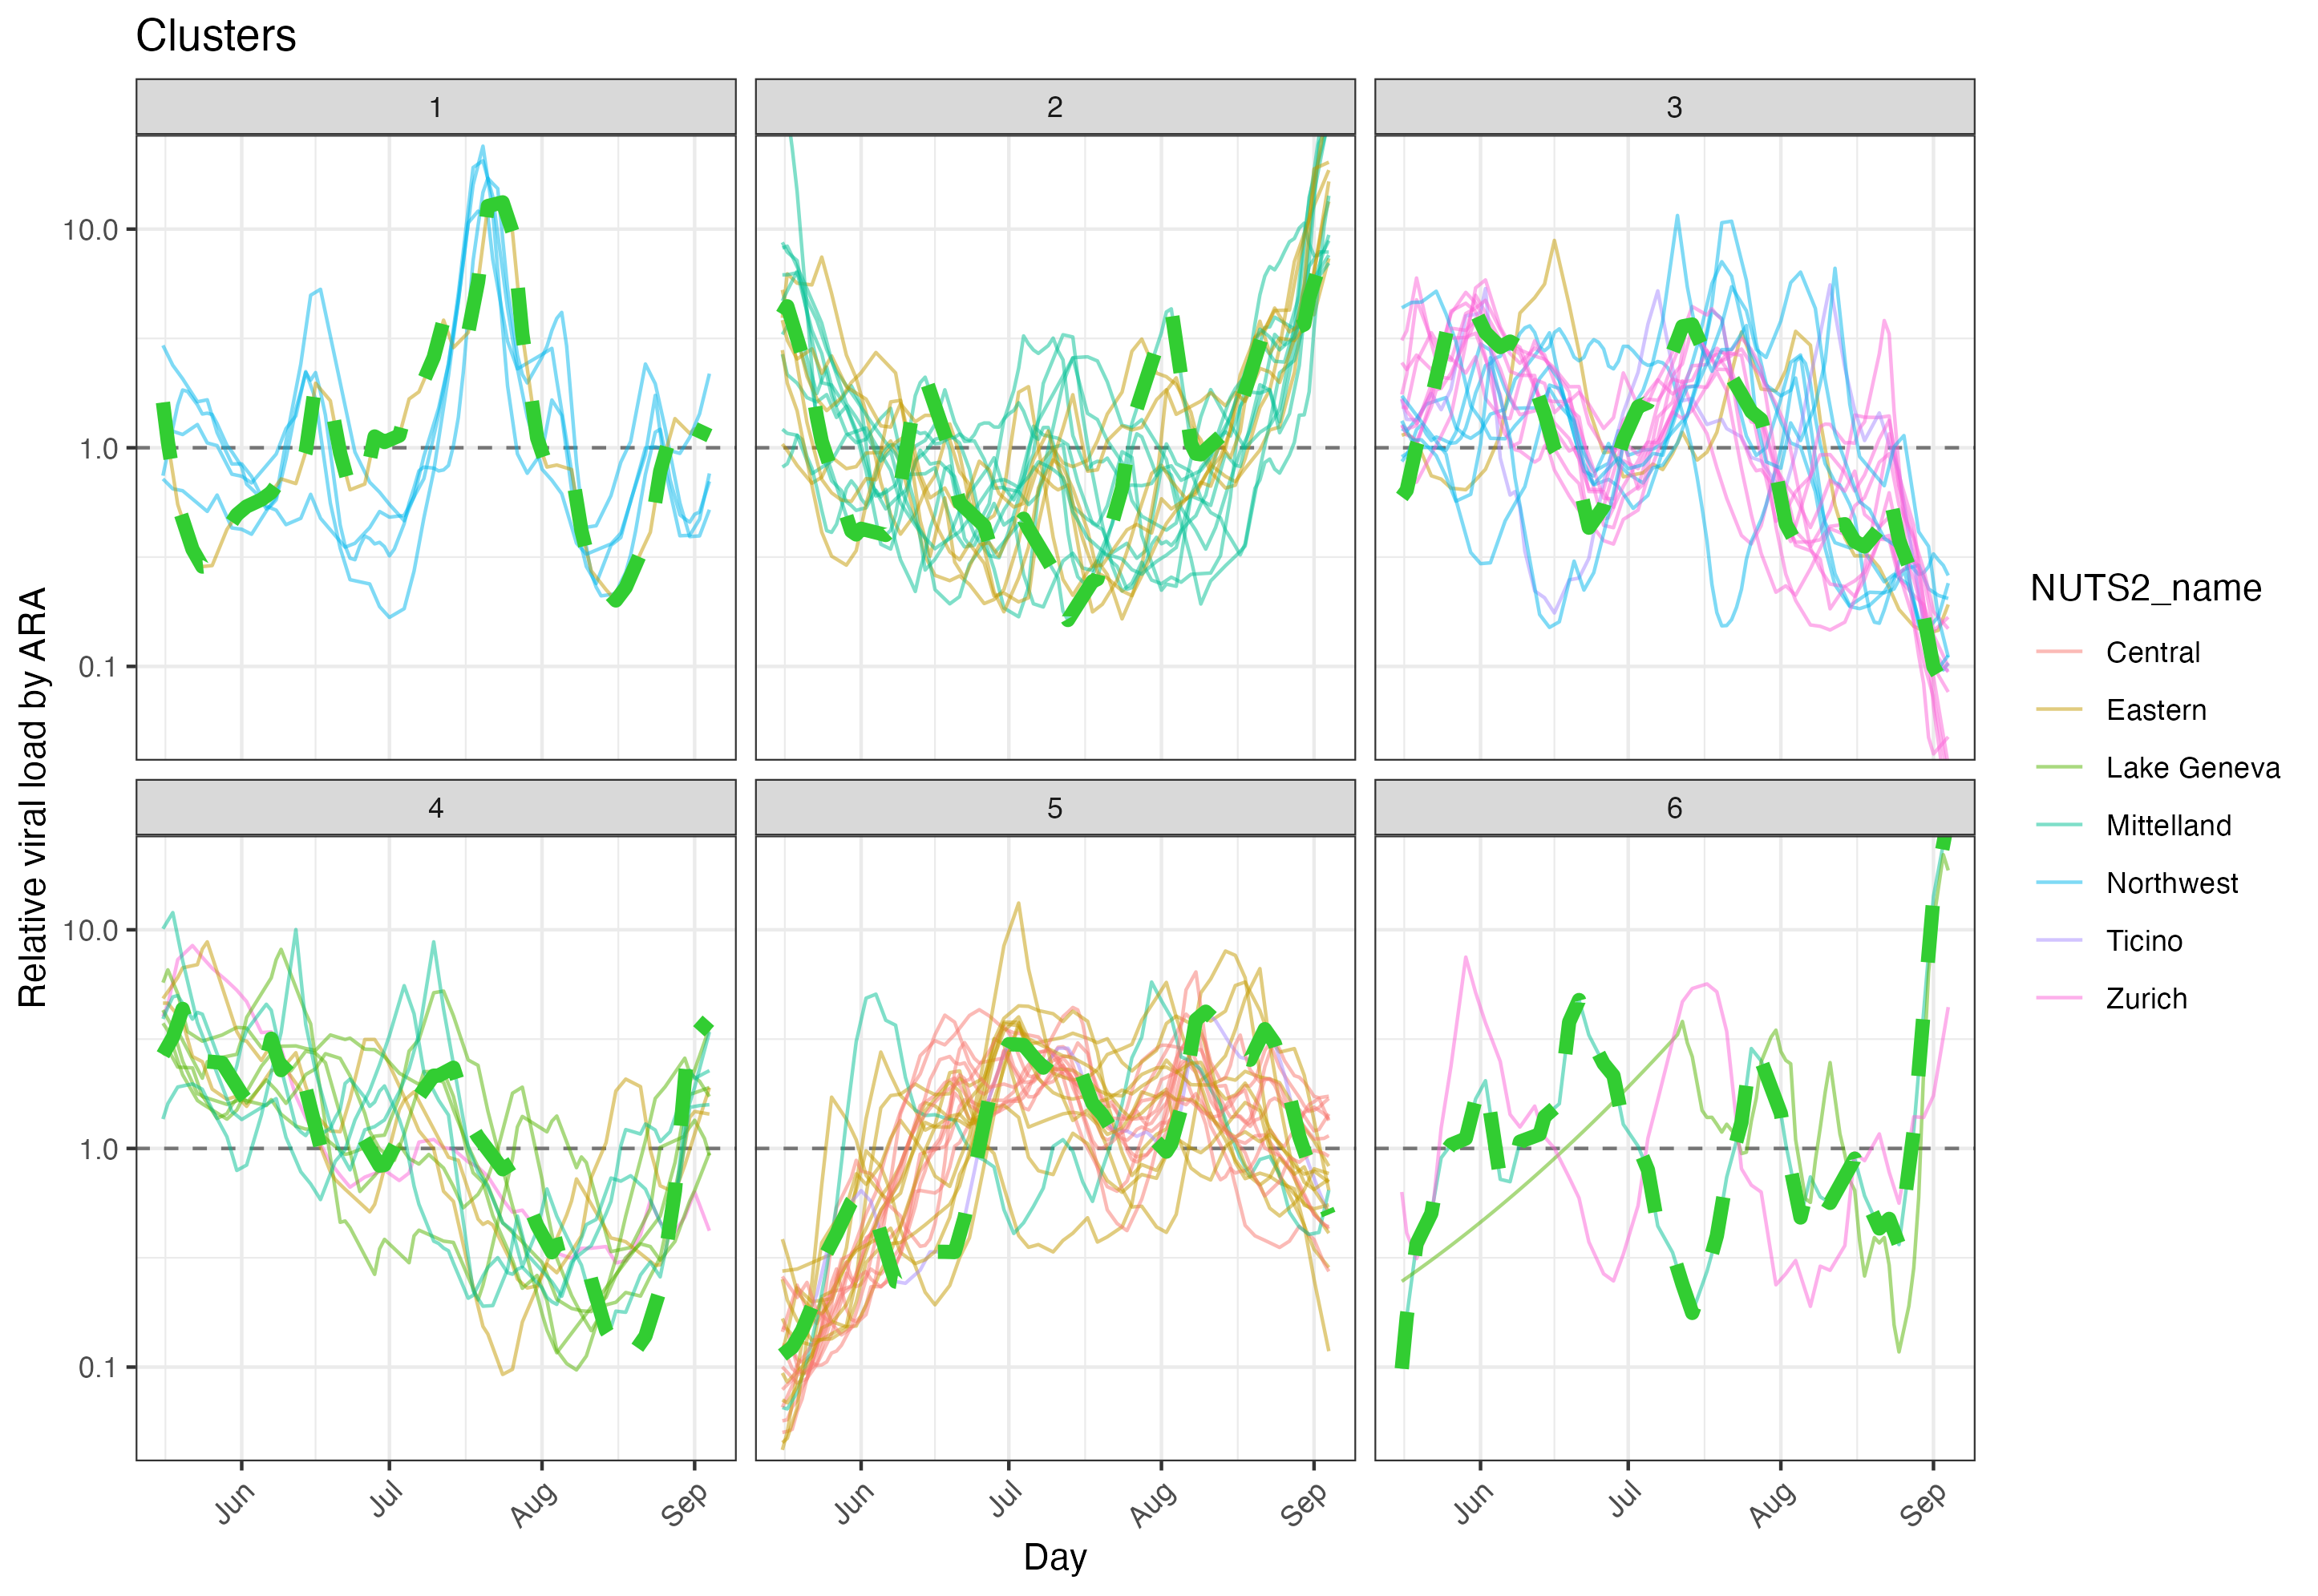 Clusters
1
2
3
10.0
1.0
0.1
4
5
6
10.0
1.0
0.1
Relative viral load by ARA
Jun
Jul
Aug
Sep
Jun
Jul
Aug
Sep
Jun
Jul
Aug
Sep
Day
NUTS2_name
Central
Eastern
Lake Geneva
Mittelland
Northwest
Ticino
Zurich